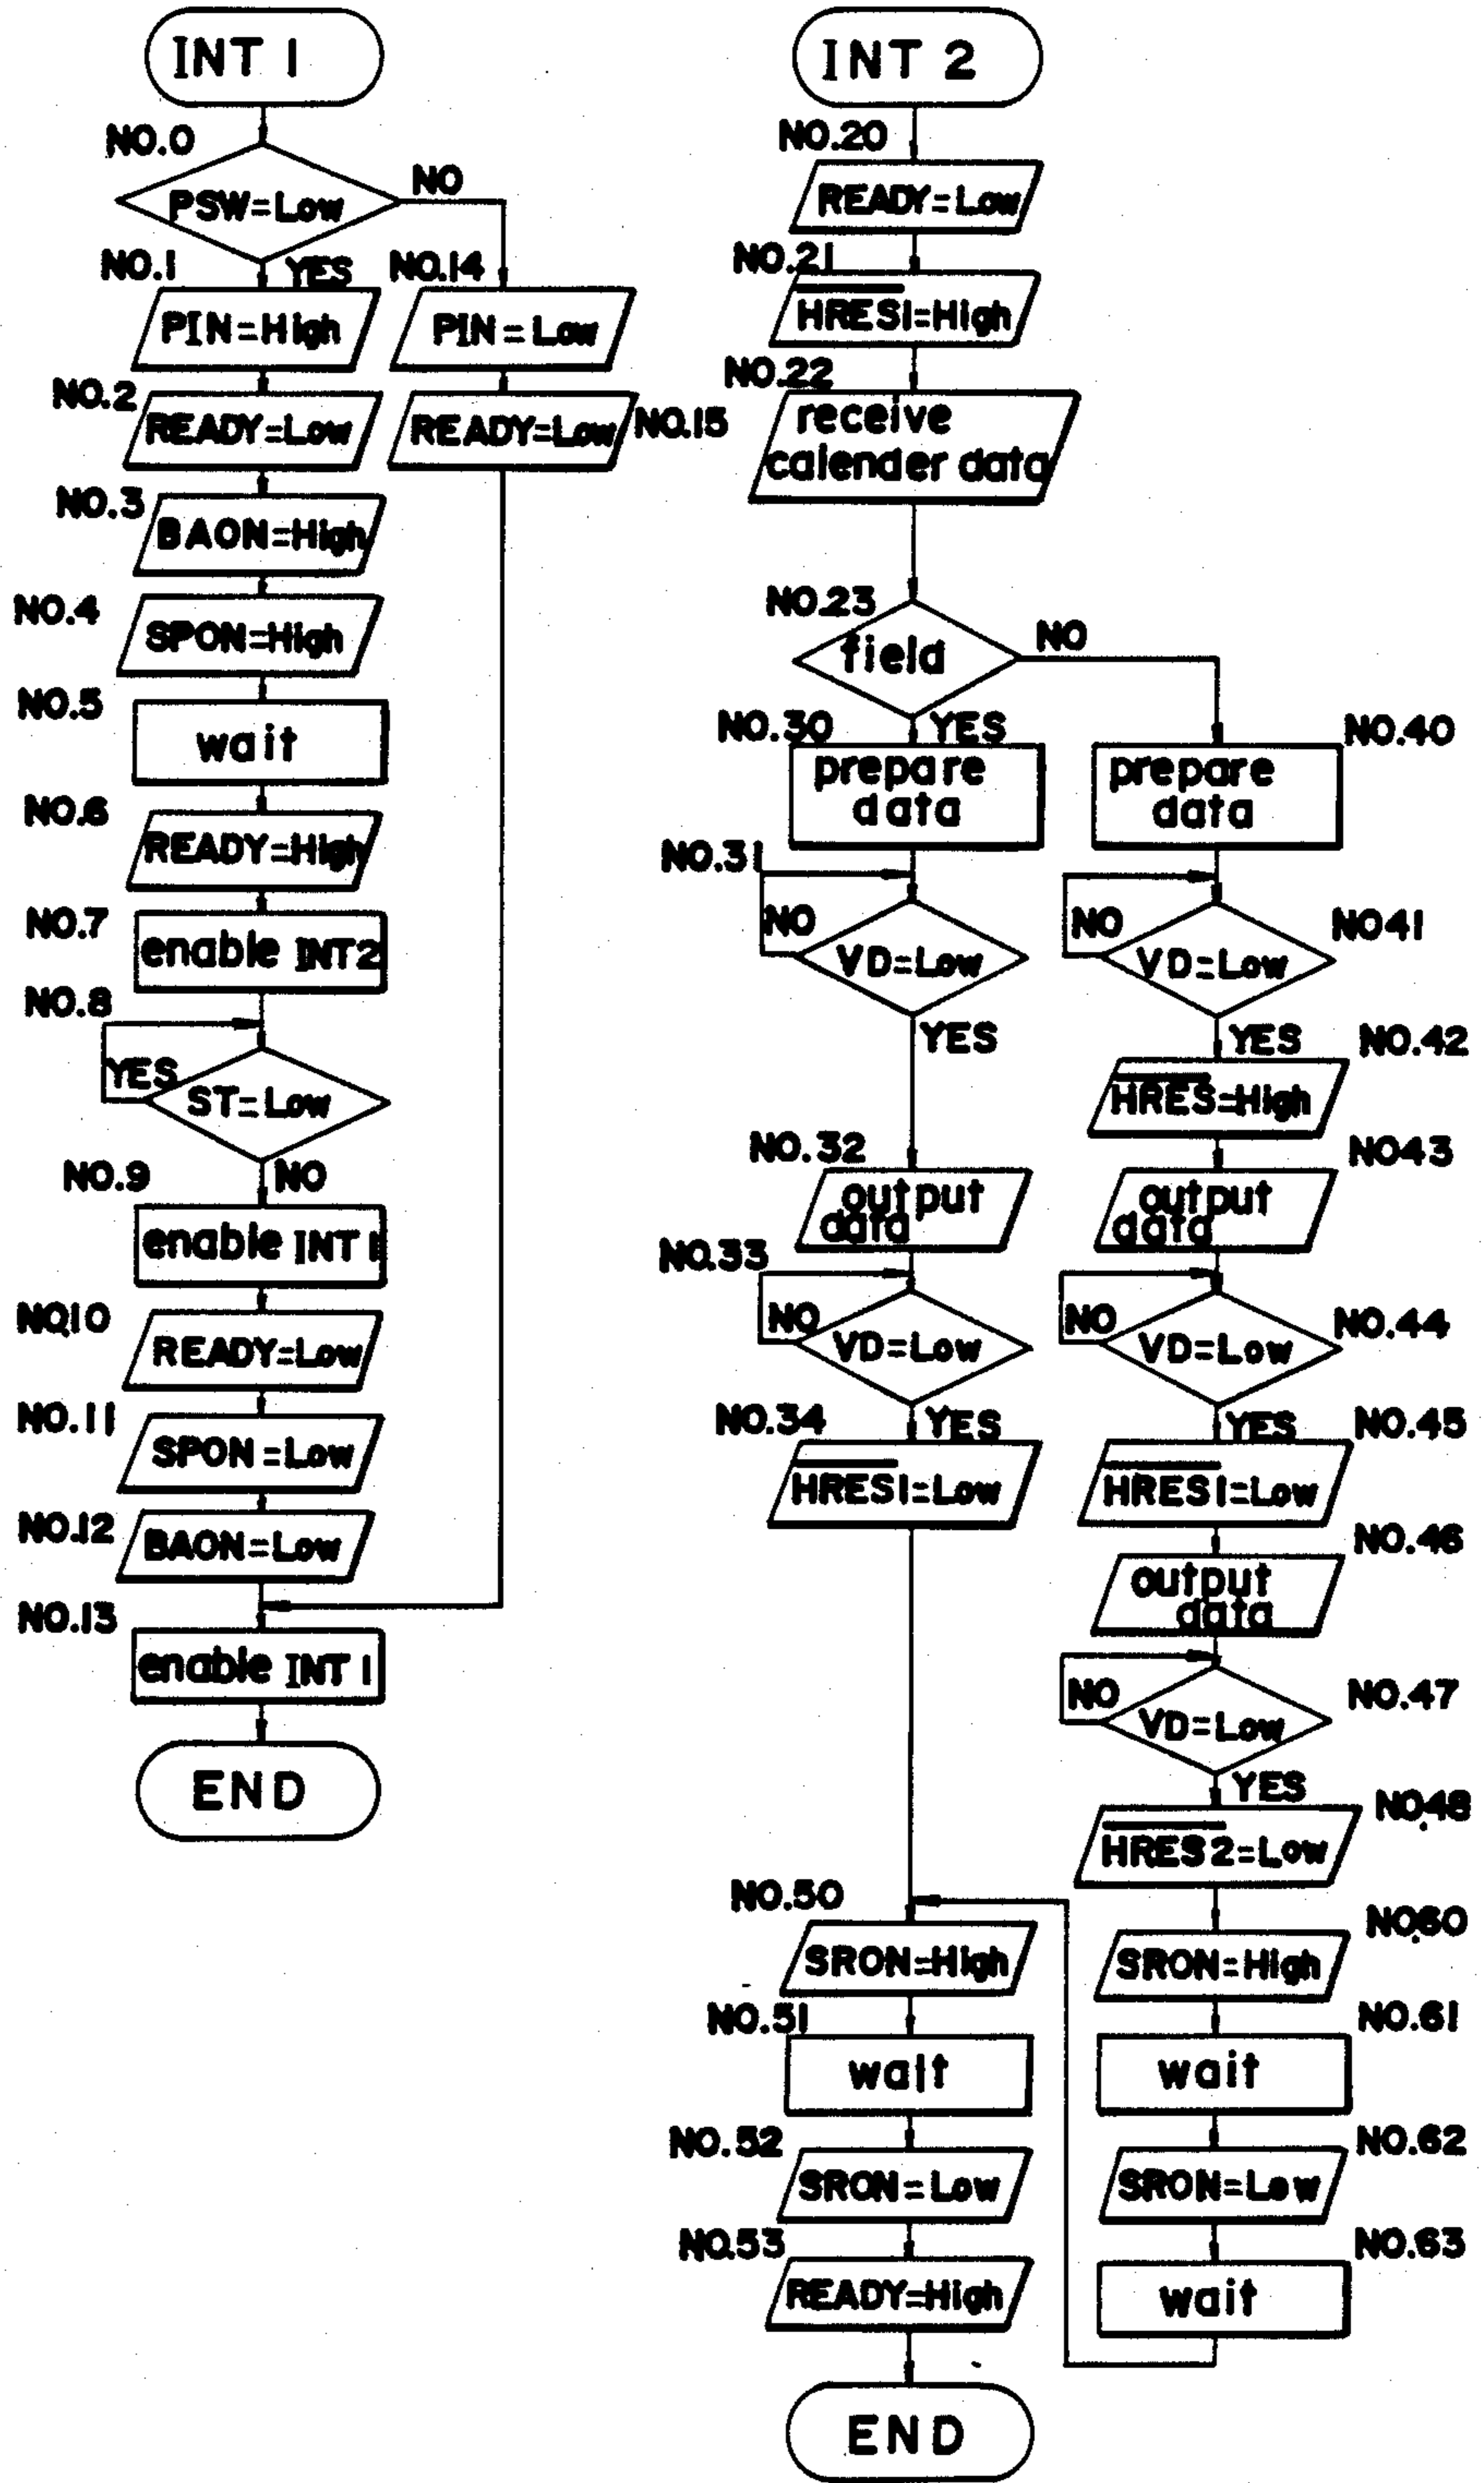 INT 1
NO.0
PSW=Low
NO
NO.1
YES
PIN=High
NO.14
PIN=Low
NO.2
READY=Low
READY=Low
NO.15
NO.3
BAON=High
NO.4
SPON=High
NO.5
wait
NO.6
READY=High
NO.7
enable INT2
NO.8
YES
ST=Low
NO.9
NO
enable INT1
NO.10
READY=Low
NO.11
SPON=Low
NO.12
BAON=Low
NO.13
enable INT1
END
INT 2
NO.20
READY=Low
NO.21
HRES1=High
NO.22
receive
calender data
NO.23
field
NO
NO.30
YES
prepare
data
NO.31
NO
VD=Low
YES
NO.32
output
data
NO.33
NO
VD=Low
NO.34
YES
HRES1=Low
NO.50
SRON=High
NO.51
wait
NO.52
SRON=Low
NO.53
READY=High
END
NO.40
prepare
data
NO
NO41
VD=Low
YES
NO.42
HRES=High
NO43
output
data
NO
NO.44
VD=Low
YES
NO.45
HRES1=Low
NO.46
output
data
NO
NO.47
VD=Low
YES
NO.48
HRES2=Low
NO.60
SRON=High
NO.61
wait
NO.62
SRON=Low
NO.63
wait